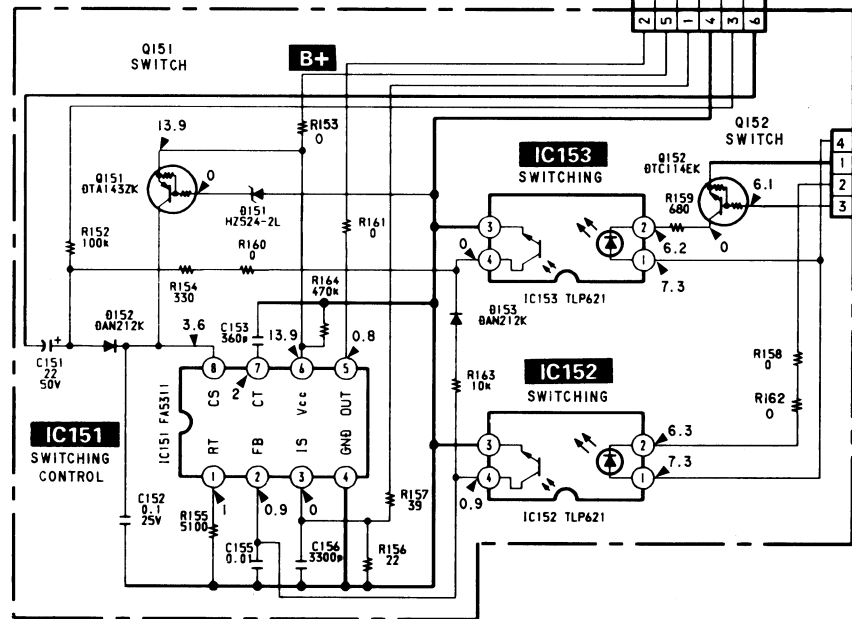 2 5 1 4 3 6
Q151
SWITCH
B+
13.9
R153
0
Q152
SWITCH
IC153
SWITCHING
Q151
DTA143ZK
0
D151
HZS24-2L
Q152
DTC114EK
R159
680
6.1
4
1
2
3
R152
100k
R161
0
R160
0
R154
330
R164
470k
3
4
0
2
1
6.2
0
7.3
IC153 TLP621
D152
DAN212K
3.6
C153
360p
13.9
0.8
D153
DAN212K
C151
22
50V
8 7 6 5
2
CS CT Vcc OUT
IC151 FA5311
RT FB IS GND
1 2 3 4
R163
10k
R158
0
R162
0
IC152
SWITCHING
IC151
SWITCHING
CONTROL
3
4
0.9
2
1
6.3
7.3
IC152 TLP621
C152
0.1
25V
R155
5100
1
0.9
0
R157
39
C155
0.01
C156
3300p
R156
22